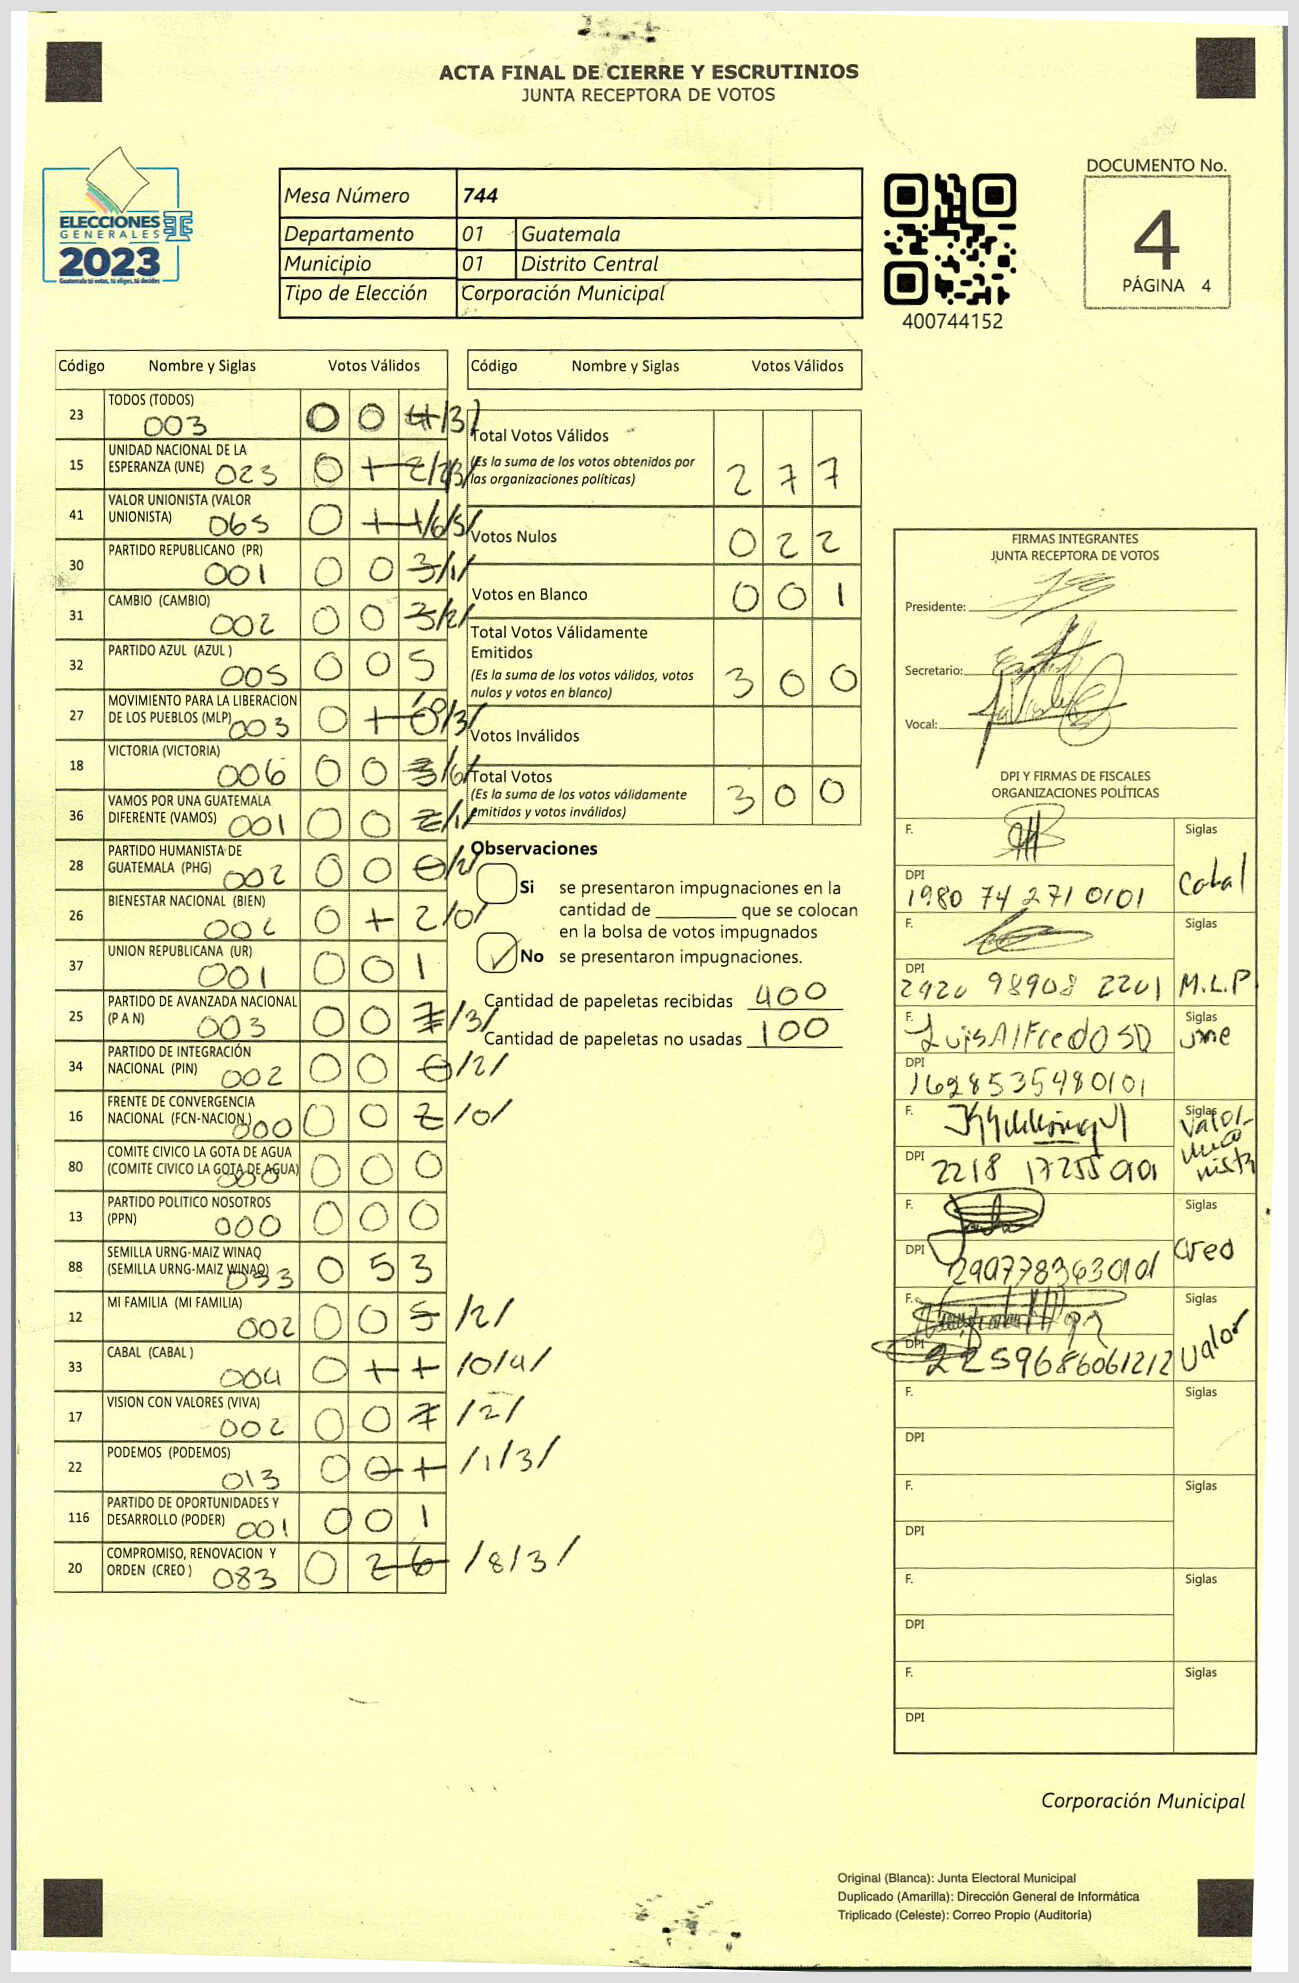 ACTA FINAL DE CIERRE Y ESCRUTINIOS
JUNTA RECEPTORA DE VOTOS
ELECCIONES
GENERALES
2023
Mesa Número 744
Departamento 01 Guatemala
Municipio 01 Distrito Central
Tipo de Elección Corporación Municipal
400744152
DOCUMENTO No.
4
PÁGINA 4
Código Nombre y Siglas Votos Válidos
23 TODOS (TODOS) 003 0 0 4/3/
15 UNIDAD NACIONAL DE LA
ESPERANZA (UNE) 023 0 1 2/2/3/
41 VALOR UNIONISTA (VALOR
UNIONISTA) 065 0 1 1/6/5/
30 PARTIDO REPUBLICANO (PR)
001 0 0 3/1/
31 CAMBIO (CAMBIO)
002 0 0 3/2/
32 PARTIDO AZUL (AZUL )
005 0 0 5
27 MOVIMIENTO PARA LA LIBERACION
DE LOS PUEBLOS (MLP) 003 0 1 0/3/
18 VICTORIA (VICTORIA)
006 0 0 3/6/
36 VAMOS POR UNA GUATEMALA
DIFERENTE (VAMOS) 001 0 0 2/1/
28 PARTIDO HUMANISTA DE
GUATEMALA (PHG) 002 0 0 0/2/
26 BIENESTAR NACIONAL (BIEN)
002 0 1 2/0/
37 UNION REPUBLICANA (UR)
001 0 0 1
25 PARTIDO DE AVANZADA NACIONAL
(P A N) 003 0 0 7/3/
34 PARTIDO DE INTEGRACIÓN
NACIONAL (PIN) 002 0 0 0/2/
16 FRENTE DE CONVERGENCIA
NACIONAL (FCN-NACION) 000 0 0 2/0/
80 COMITE CIVICO LA GOTA DE AGUA
(COMITE CIVICO LA GOTA DE AGUA) 000 0 0 0
13 PARTIDO POLITICO NOSOTROS
(PPN) 000 0 0 0
88 SEMILLA URNG-MAIZ WINAQ
(SEMILLA URNG-MAIZ WINAQ) 053 0 5 3
12 MI FAMILIA (MI FAMILIA)
002 0 0 5 /2/
33 CABAL (CABAL )
004 0 1 1 /0/4/
17 VISION CON VALORES (VIVA)
002 0 0 7 /2/
22 PODEMOS (PODEMOS)
013 0 0 1 /1/3/
116 PARTIDO DE OPORTUNIDADES Y
DESARROLLO (PODER) 001 0 0 1
20 COMPROMISO, RENOVACION Y
ORDEN (CREO ) 083 0 2 6 /8/3/
Código Nombre y Siglas Votos Válidos
Total Votos Válidos
(Es la suma de los votos obtenidos por
las organizaciones políticas) 2 7 7
Votos Nulos 0 2 2
Votos en Blanco 0 0 1
Total Votos Válidamente
Emitidos
(Es la suma de los votos válidos, votos
nulos y votos en blanco) 3 0 0
Votos Inválidos
Total Votos
(Es la suma de los votos válidamente
emitidos y votos inválidos) 3 0 0
Observaciones
Si se presentaron impugnaciones en la
cantidad de ________ que se colocan
en la bolsa de votos impugnados
No se presentaron impugnaciones.
Cantidad de papeletas recibidas 400
Cantidad de papeletas no usadas 100
FIRMAS INTEGRANTES
JUNTA RECEPTORA DE VOTOS
Presidente:
Secretario:
Vocal:
DPI Y FIRMAS DE FISCALES
ORGANIZACIONES POLÍTICAS
F. Siglas
DPI
1980 74 271 0101 Cabal
F. Siglas
DPI
2920 98908 2201 M.L.P
F. Luis Alfredo SD Siglas
une
DPI
1628535480101
F. Siglas
Valor
unionista
DPI
2218 17255 0101
F. Siglas
Creo
DPI
2907783630101
F. Siglas
Valor
DPI
2259686061212
F. Siglas
DPI
F. Siglas
DPI
F. Siglas
DPI
F. Siglas
DPI
Corporación Municipal
Original (Blanca): Junta Electoral Municipal
Duplicado (Amarilla): Dirección General de Informática
Triplicado (Celeste): Correo Propio (Auditoría)